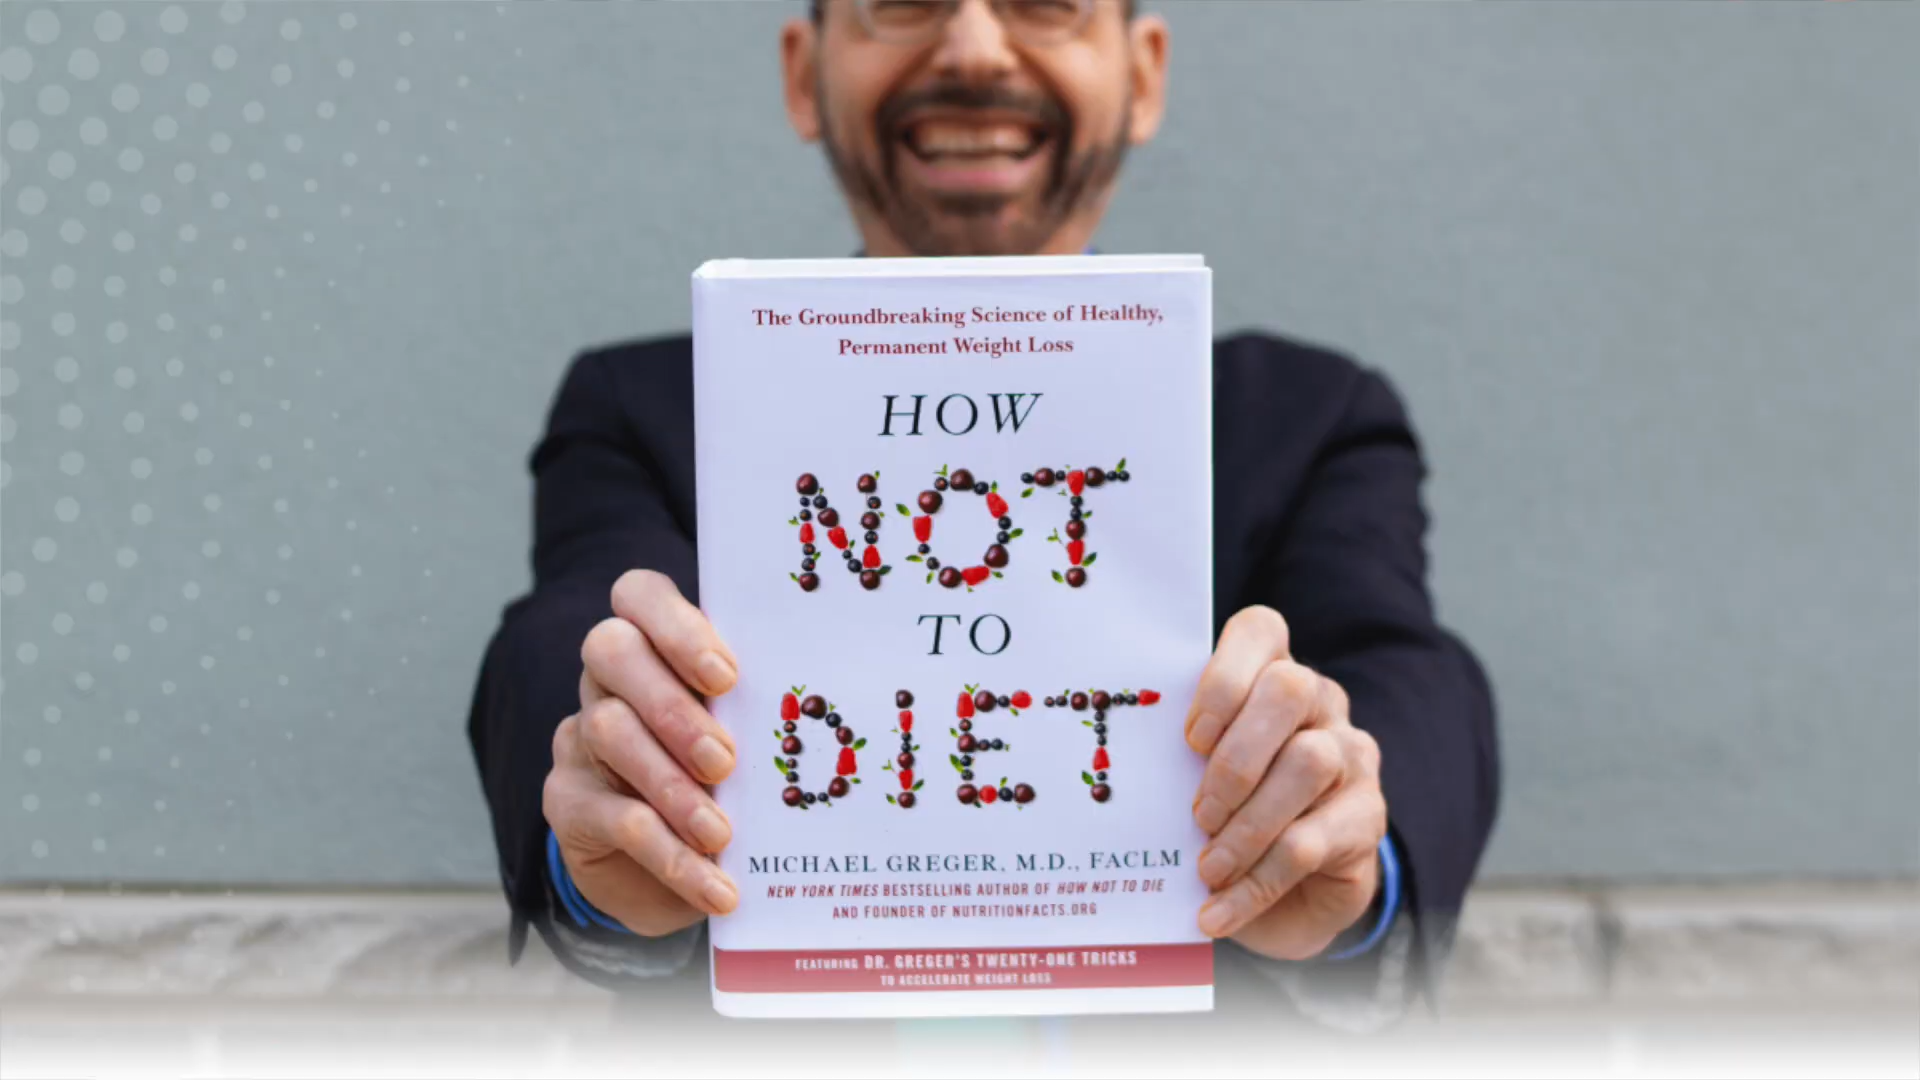 The Groundbreaking Science of Healthy,
Permanent Weight Loss
HOW
NOT
TO
DIET
MICHAEL GREGER, M.D., FACLM
NEW YORK TIMES BESTSELLING AUTHOR OF HOW NOT TO DIE
AND FOUNDER OF NUTRITIONFACTS.ORG
FEATURING DR. GREGER'S TWENTY-ONE TRICKS
TO ACCELERATE WEIGHT LOSS